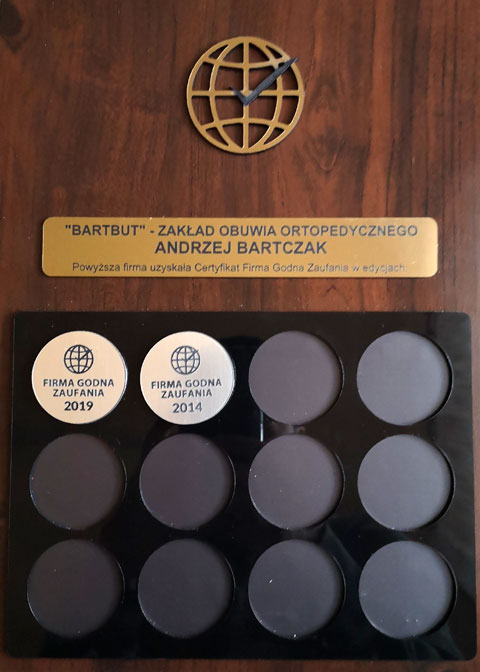 "BARTBUT" - ZAKŁAD OBUWIA ORTOPEDYCZNEGO
ANDRZEJ BARTCZAK
Powyższa firma uzyskała Certyfikat Firma Godna Zaufania w edycjach:
FIRMA GODNA
ZAUFANIA
2019
FIRMA GODNA
ZAUFANIA
2014